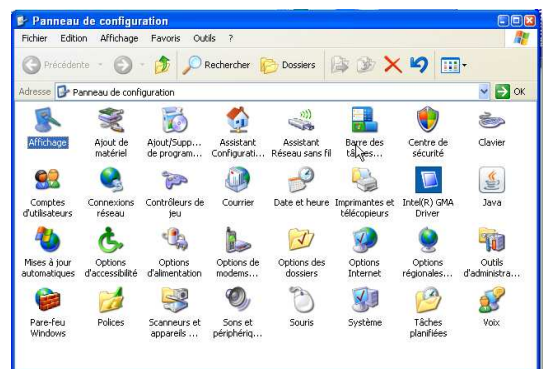 Panneau de configuration
Fichier Edition Affichage Favoris Outils ?
Précédente Rechercher Dossiers
Adresse Panneau de configuration OK
Affichage Ajout de matériel Ajout/Supp... de program... Assistant Configurati... Assistant Réseau sans fil Barre des tâches... Centre de sécurité Clavier
Comptes d'utilisateurs Connexions réseau Contrôleurs de jeu Courrier Date et heure Imprimantes et télécopieurs Intel(R) GMA Driver Java
Mises à jour automatiques Options d'accessibilité Options d'alimentation Options de modems... Options des dossiers Options Internet Options régionales... Outils d'administra...
Pare-feu Windows Polices Scanneurs et appareils ... Sons et périphériq... Souris Système Tâches planifiées Voix